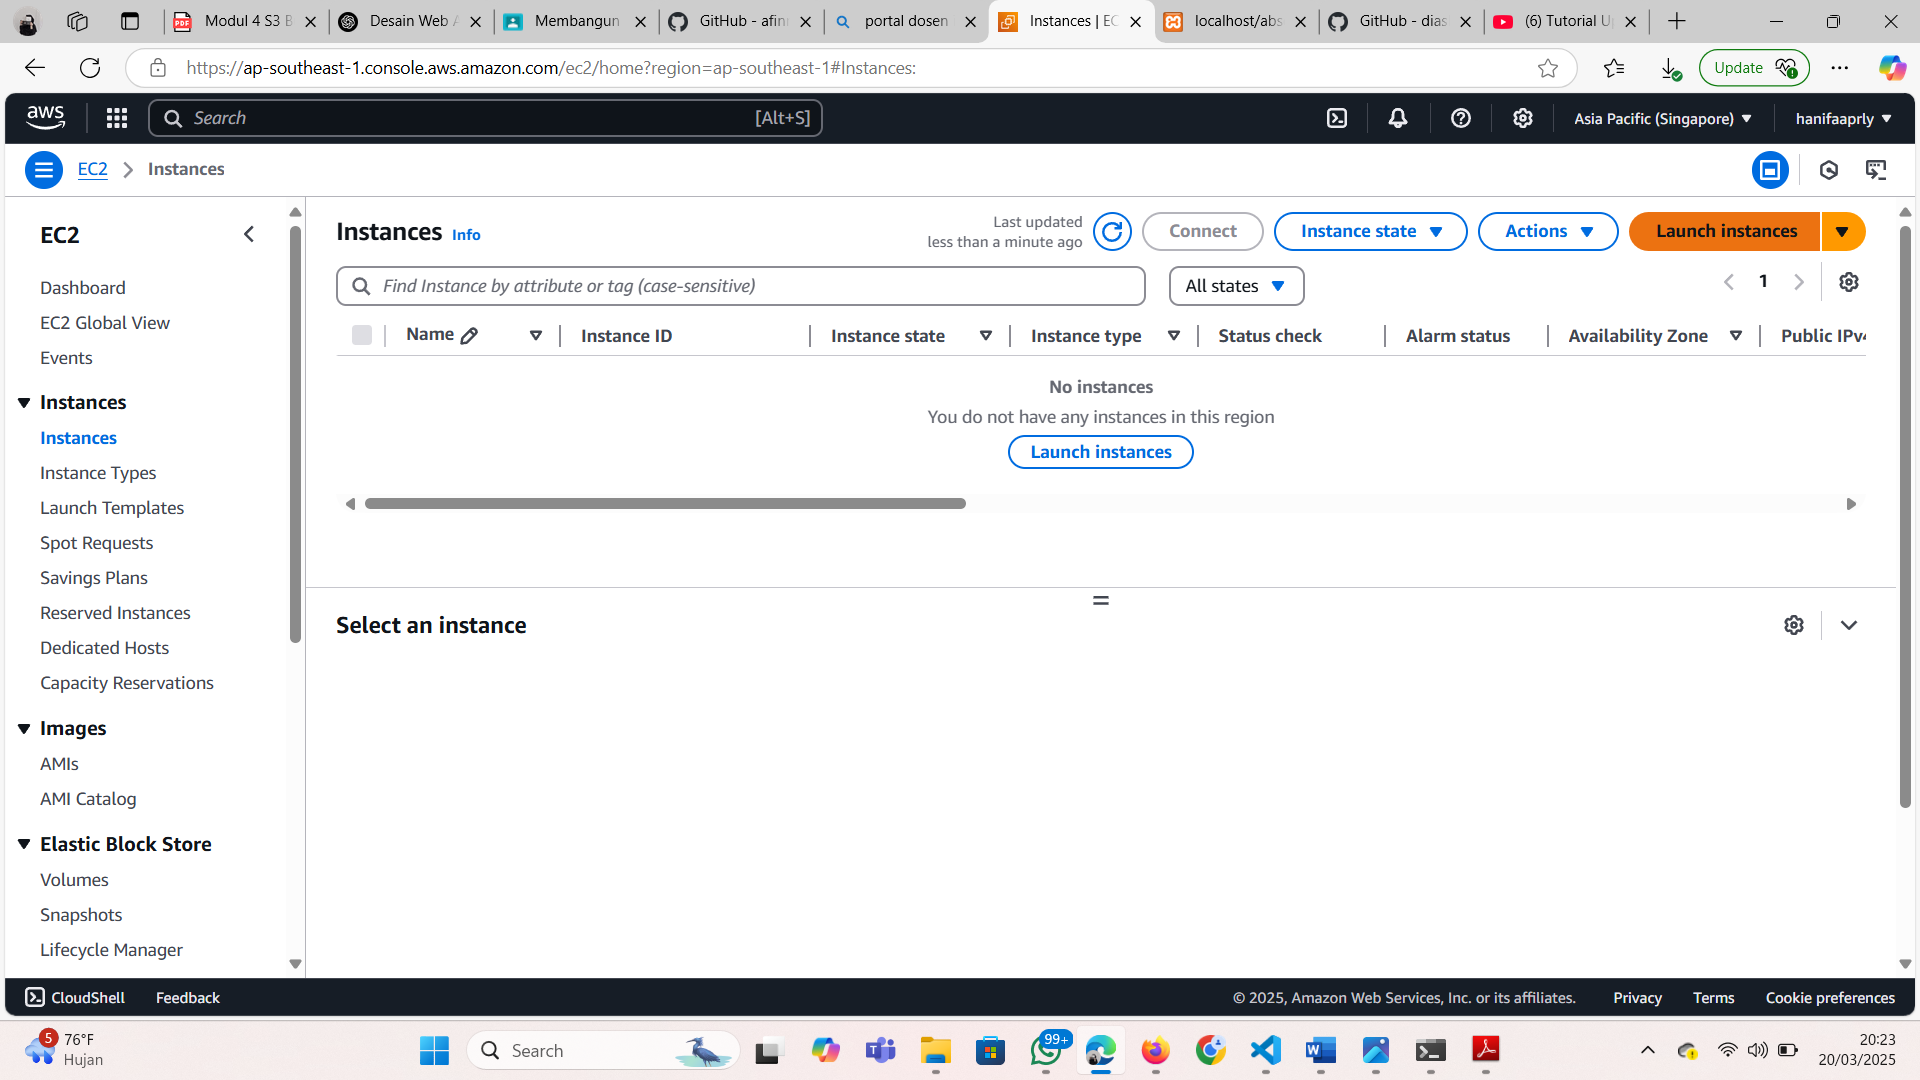 Modul 4 S3 B
Desain Web A
Membangun
GitHub - afin
portal dosen
Instances | EC
localhost/abs
GitHub - dias
(6) Tutorial U
https://ap-southeast-1.console.aws.amazon.com/ec2/home?region=ap-southeast-1#Instances:
Update
aws
Search
[Alt+S]
Asia Pacific (Singapore)
hanifaaprly
EC2
Instances
EC2
Dashboard
EC2 Global View
Events
Instances
Instances
Instance Types
Launch Templates
Spot Requests
Savings Plans
Reserved Instances
Dedicated Hosts
Capacity Reservations
Images
AMIs
AMI Catalog
Elastic Block Store
Volumes
Snapshots
Lifecycle Manager
Instances Info
Last updated
less than a minute ago
Connect
Instance state
Actions
Launch instances
Find Instance by attribute or tag (case-sensitive)
All states
1
Name
Instance ID
Instance state
Instance type
Status check
Alarm status
Availability Zone
Public IPv4
No instances
You do not have any instances in this region
Launch instances
Select an instance
CloudShell
Feedback
© 2025, Amazon Web Services, Inc. or its affiliates.
Privacy
Terms
Cookie preferences
5
76°F
Hujan
Search
99+
20:23
20/03/2025